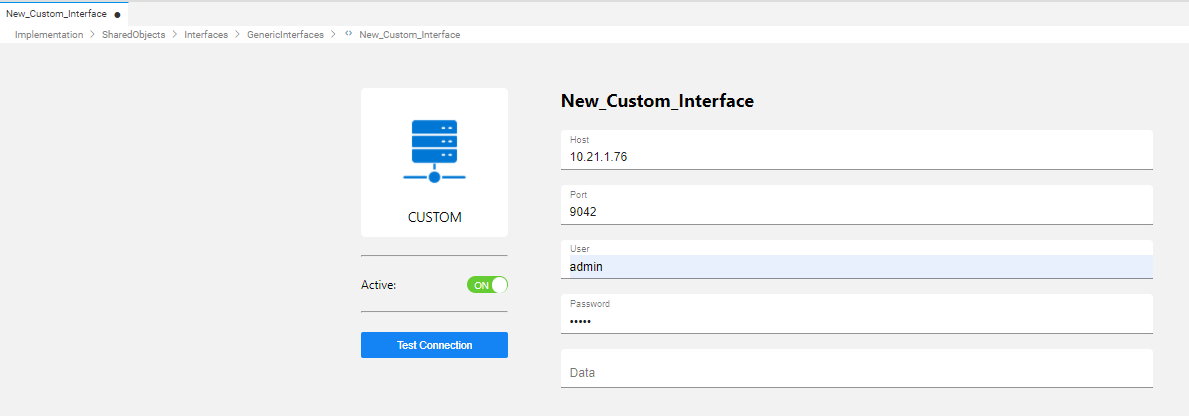 New_Custom_Interface ●
Implementation > SharedObjects > Interfaces > GenericInterfaces > <> New_Custom_Interface
New_Custom_Interface
CUSTOM
Active: ON
Test Connection
Host
10.21.1.76
Port
9042
User
admin
Password
•••••
Data